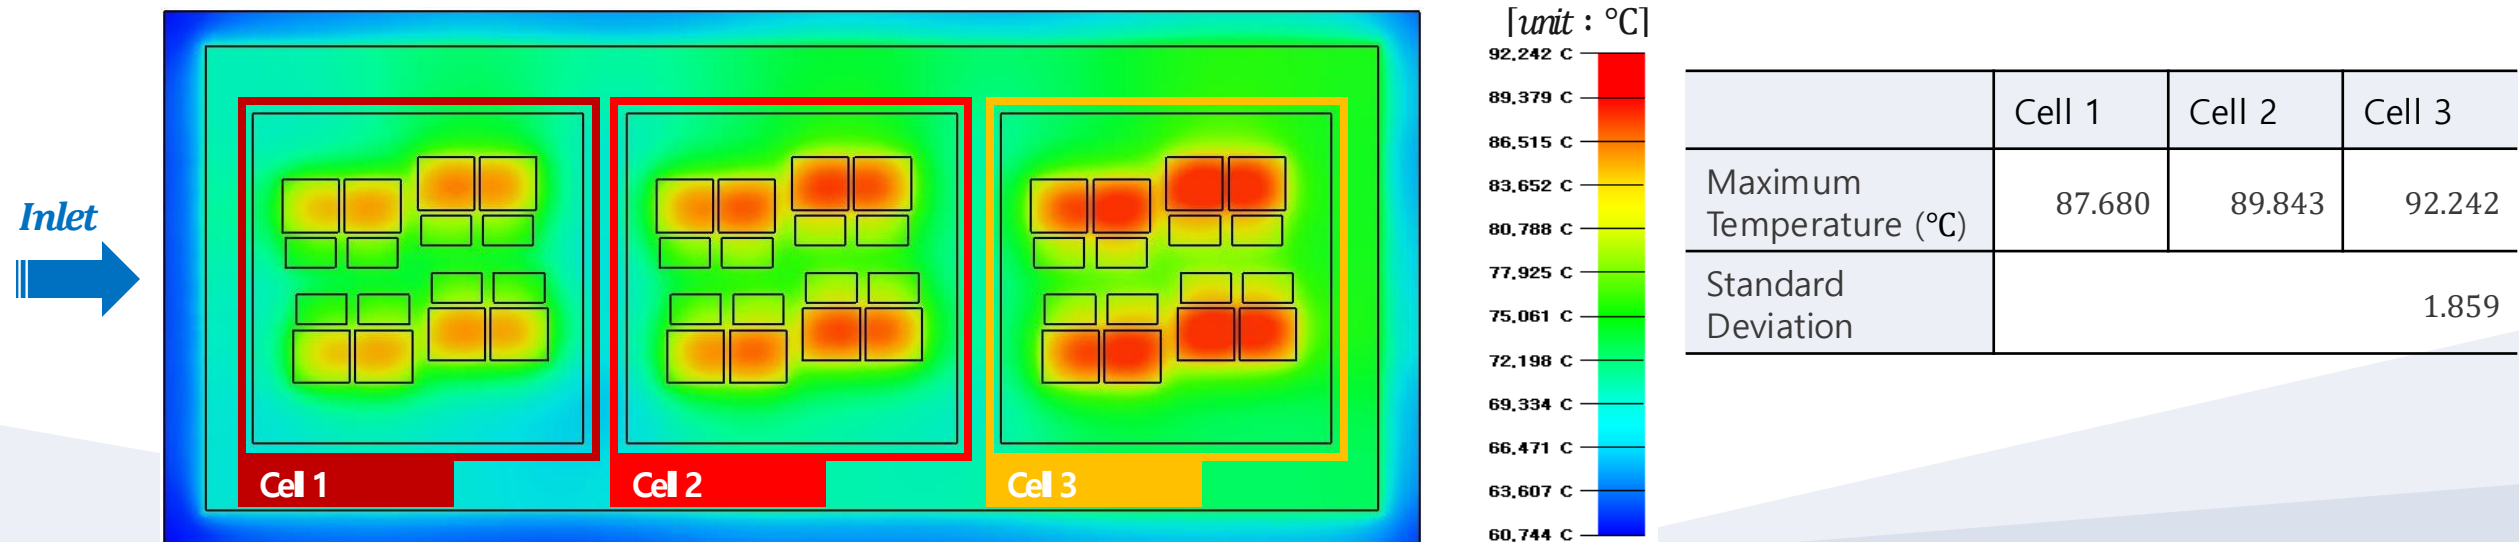 Inlet
Cell 1
Cell 2
Cell 3
[unit : °C]
92.242 C
89.379 C
86.515 C
83.652 C
80.788 C
77.925 C
75.061 C
72.198 C
69.334 C
66.471 C
63.607 C
60.744 C
Cell 1 Cell 2 Cell 3
Maximum
Temperature (℃) 87.680 89.843 92.242
Standard
Deviation 1.859